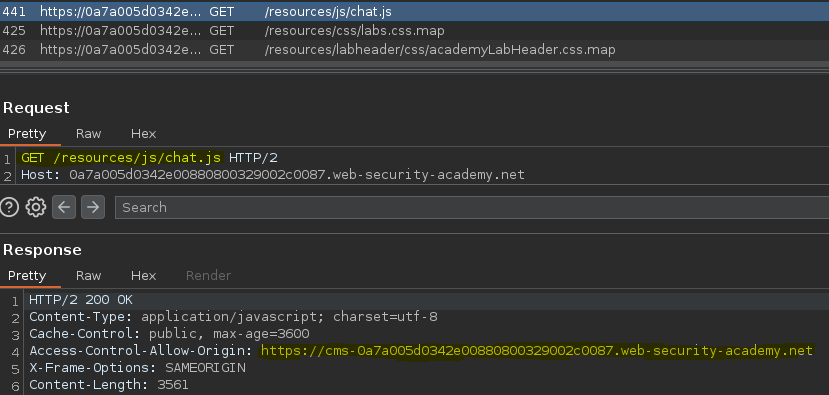 441 https://0a7a005d0342e... GET /resources/js/chat.js
425 https://0a7a005d0342e... GET /resources/css/labs.css.map
426 https://0a7a005d0342e... GET /resources/labheader/css/academyLabHeader.css.map
Request
Pretty Raw Hex
1 GET /resources/js/chat.js HTTP/2
2 Host: 0a7a005d0342e00880800329002c0087.web-security-academy.net
Search
Response
Pretty Raw Hex Render
1 HTTP/2 200 OK
2 Content-Type: application/javascript; charset=utf-8
3 Cache-Control: public, max-age=3600
4 Access-Control-Allow-Origin: https://cms-0a7a005d0342e00880800329002c0087.web-security-academy.net
5 X-Frame-Options: SAMEORIGIN
6 Content-Length: 3561